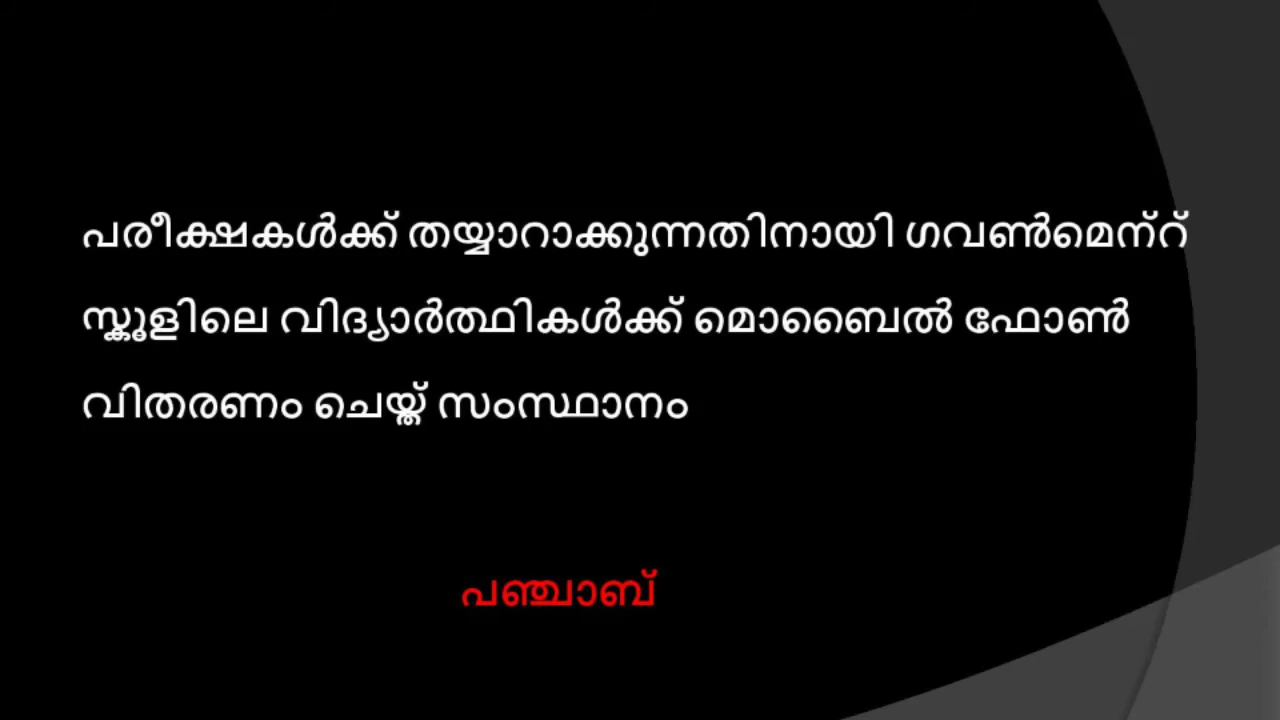 പരീക്ഷകൾക്ക് തയ്യാറാക്കുന്നതിനായി ഗവൺമെന്റ്
സ്കൂളിലെ വിദ്യാർത്ഥികൾക്ക് മൊബൈൽ ഫോൺ
വിതരണം ചെയ്ത് സംസ്ഥാനം
പഞ്ചാബ്